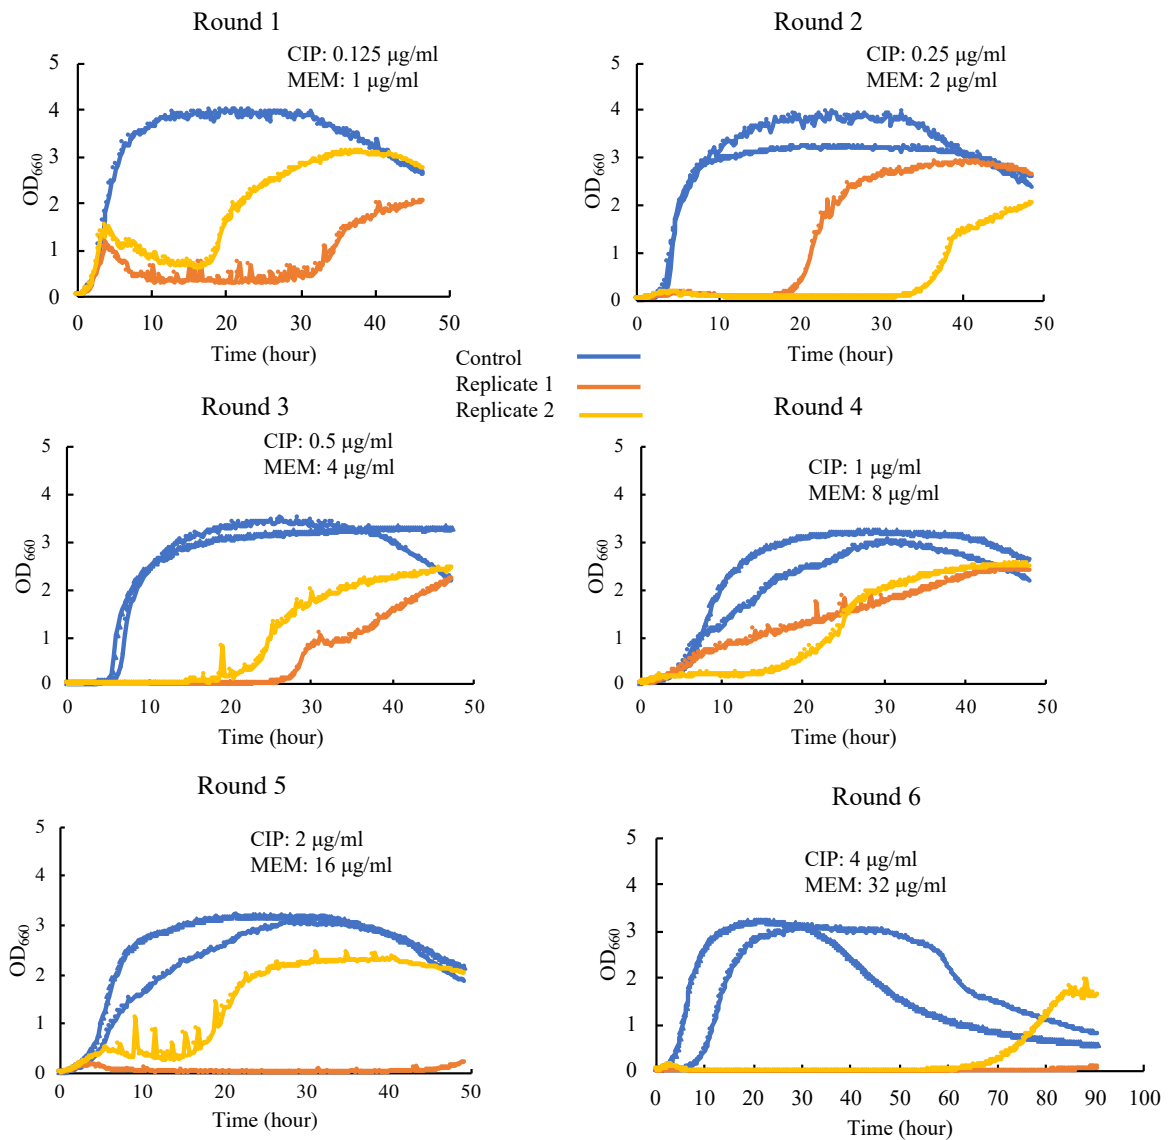 Round 1
CIP: 0.125 μg/ml
MEM: 1 μg/ml
5
4
3
2
1
0
OD660
0 10 20 30 40 50
Time (hour)
Round 2
CIP: 0.25 μg/ml
MEM: 2 μg/ml
5
4
3
2
1
0
OD660
0 10 20 30 40 50
Time (hour)
Control
Replicate 1
Replicate 2
Round 3
CIP: 0.5 μg/ml
MEM: 4 μg/ml
5
4
3
2
1
0
OD660
0 10 20 30 40 50
Time (hour)
Round 4
CIP: 1 μg/ml
MEM: 8 μg/ml
5
4
3
2
1
0
OD660
0 10 20 30 40 50
Time (hour)
Round 5
CIP: 2 μg/ml
MEM: 16 μg/ml
5
4
3
2
1
0
OD660
0 10 20 30 40 50
Time (hour)
Round 6
CIP: 4 μg/ml
MEM: 32 μg/ml
5
4
3
2
1
0
OD660
0 10 20 30 40 50 60 70 80 90 100
Time (hour)